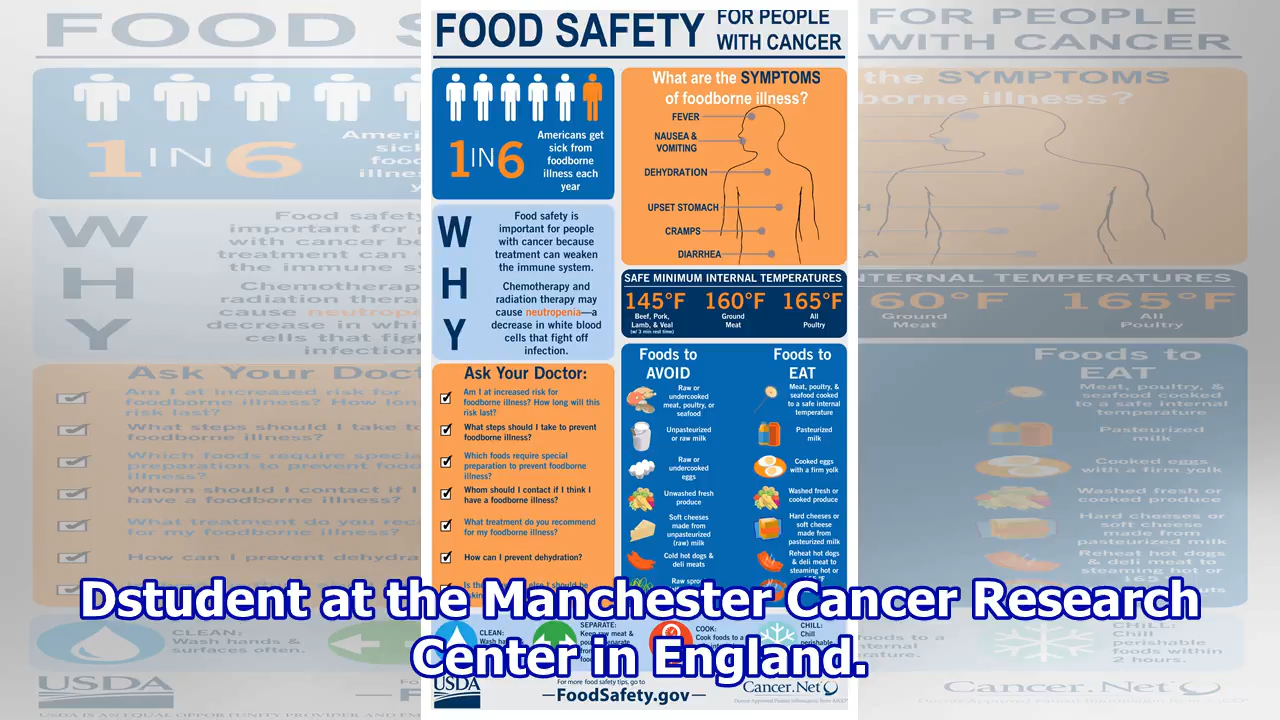 FOOD SAFETY
FOR PEOPLE
WITH CANCER
1 IN 6
Americans get
sick from
foodborne
illness each
year
What are the SYMPTOMS
of foodborne illness?
FEVER
NAUSEA &
VOMITING
DEHYDRATION
UPSET STOMACH
CRAMPS
DIARRHEA
WHY
Food safety is
important for people
with cancer because
treatment can weaken
the immune system.
Chemotherapy and
radiation therapy may
cause neutropenia—a
decrease in white blood
cells that fight off
infection.
SAFE MINIMUM INTERNAL TEMPERATURES
145°F
Beef, Pork,
Lamb, & Veal
(w/ 3 min rest time)
160°F
Ground
Meat
165°F
All
Poultry
Ask Your Doctor:
Am I at increased risk for
foodborne illness? How long will this
risk last?
What steps should I take to prevent
foodborne illness?
Which foods require special
preparation to prevent foodborne
illness?
Whom should I contact if I think I
have a foodborne illness?
What treatment do you recommend
for my foodborne illness?
How can I prevent dehydration?
Foods to
AVOID
Raw or
undercooked
meat, poultry, or
seafood
Unpasteurized
or raw milk
Raw or
undercooked
eggs
Unwashed fresh
produce
Soft cheeses
made from
unpasteurized
(raw) milk
Cold hot dogs &
deli meats
Foods to
EAT
Meat, poultry, &
seafood cooked
to a safe internal
temperature
Pasteurized
milk
Cooked eggs
with a firm yolk
Washed fresh or
cooked produce
Hard cheeses or
soft cheese
made from
pasteurized milk
Reheat hot dogs
& deli meat to
steaming hot or
Dstudent at the Manchester Cancer Research
Center in England.
CLEAN:
SEPARATE:
COOK:
CHILL:
Chill
perishable
USDA
For more food safety tips, go to
—FoodSafety.gov—
Cancer.Net